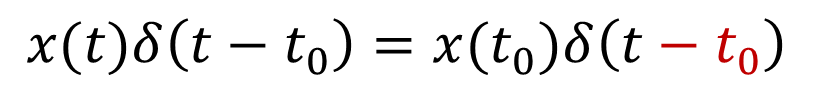 x(t)δ(t − t₀) = x(t₀)δ(t − t₀)